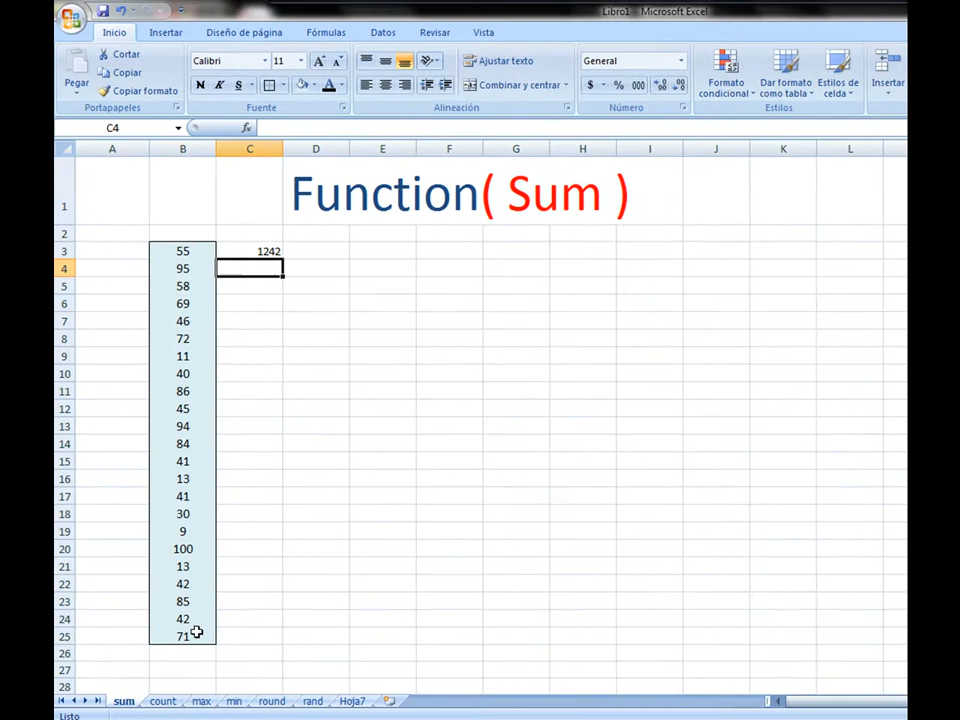 Libro1 - Microsoft Excel
Inicio Insertar Diseño de página Fórmulas Datos Revisar Vista
Pegar
Cortar
Copiar
Copiar formato
Portapapeles
Calibri 11
N K S
Fuente
Ajustar texto
Combinar y centrar
Alineación
General
$ % 000
Número
Formato condicional
Dar formato como tabla
Estilos de celda
Estilos
Insertar
C4 fx
A B C D E F G H I J K L
1 Function( Sum )
2
3 55 1242
4 95
5 58
6 69
7 46
8 72
9 11
10 40
11 86
12 45
13 94
14 84
15 41
16 13
17 41
18 30
19 9
20 100
21 13
22 42
23 85
24 42
25 71
26
27
28
sum count max min round rand Hoja7
Listo